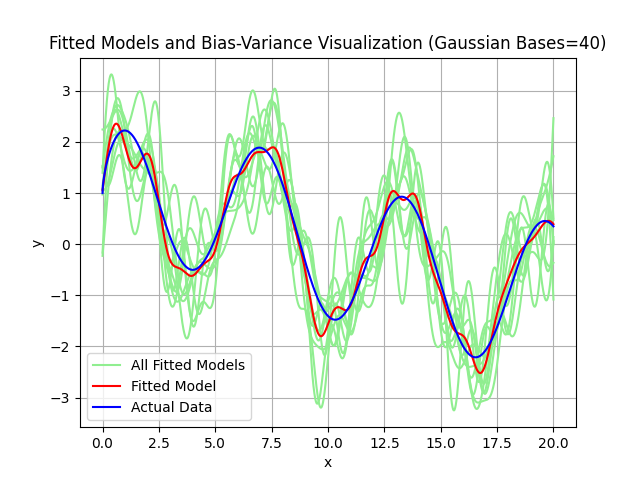 Fitted Models and Bias-Variance Visualization (Gaussian Bases=40)
y
3
2
1
0
−1
−2
−3
All Fitted Models
Fitted Model
Actual Data
0.0 2.5 5.0 7.5 10.0 12.5 15.0 17.5 20.0
x